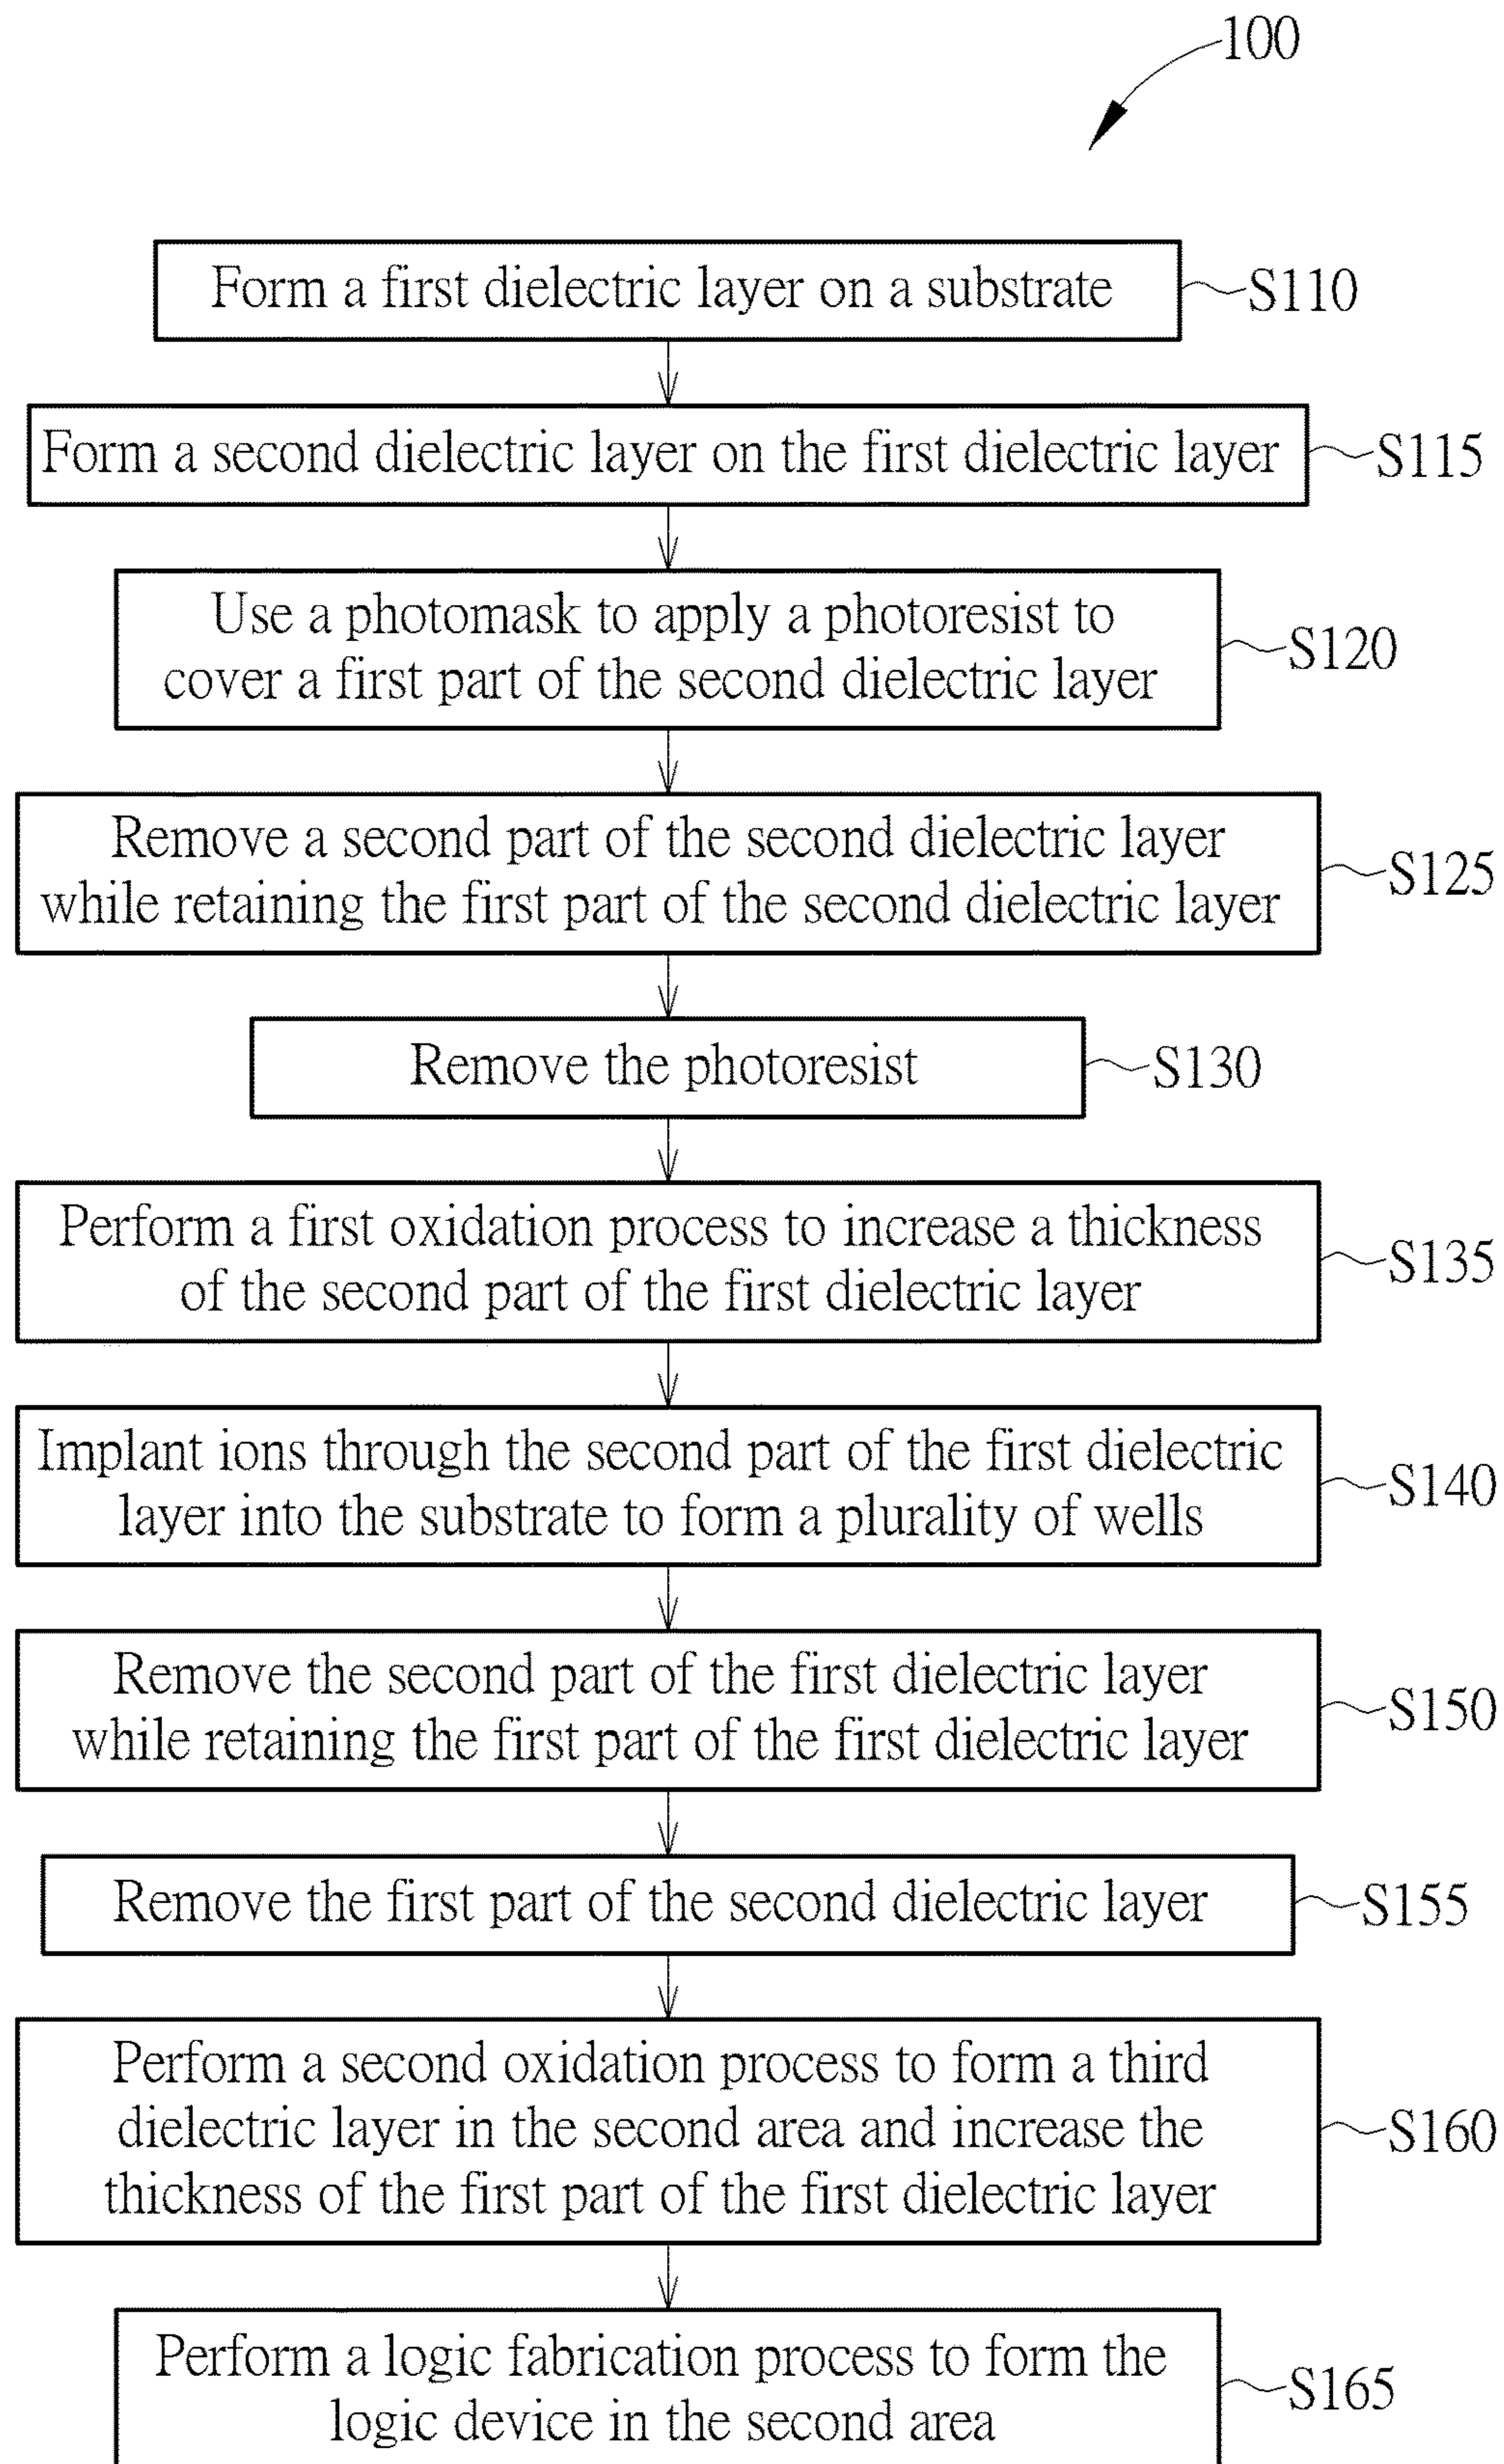 100
Form a first dielectric layer on a substrate
S110
Form a second dielectric layer on the first dielectric layer
S115
Use a photomask to apply a photoresist to
cover a first part of the second dielectric layer
S120
Remove a second part of the second dielectric layer
while retaining the first part of the second dielectric layer
S125
Remove the photoresist
S130
Perform a first oxidation process to increase a thickness
of the second part of the first dielectric layer
S135
Implant ions through the second part of the first dielectric
layer into the substrate to form a plurality of wells
S140
Remove the second part of the first dielectric layer
while retaining the first part of the first dielectric layer
S150
Remove the first part of the second dielectric layer
S155
Perform a second oxidation process to form a third
dielectric layer in the second area and increase the
thickness of the first part of the first dielectric layer
S160
Perform a logic fabrication process to form the
logic device in the second area
S165